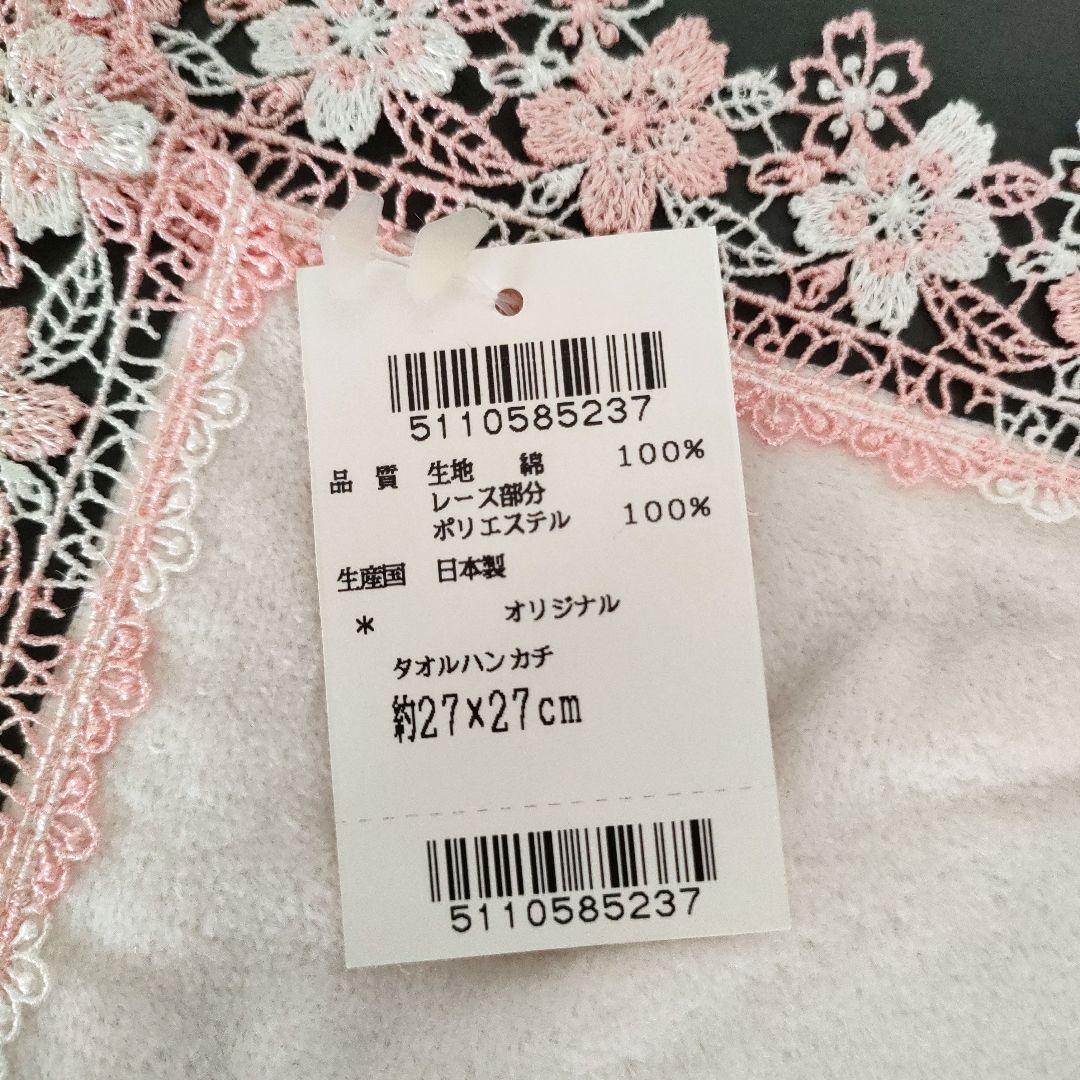 5110585237
品 質 生地 綿 100%
レース部分
ポリエステル 100%
生産国 日本製
* オリジナル
タオルハンカチ
約27×27cm
5110585237